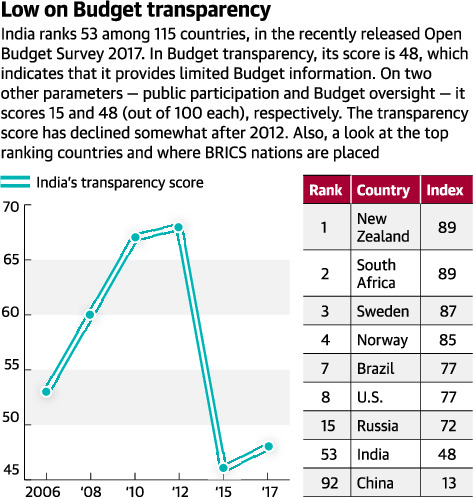 Low on Budget transparency
India ranks 53 among 115 countries, in the recently released Open
Budget Survey 2017. In Budget transparency, its score is 48, which
indicates that it provides limited Budget information. On two
other parameters — public participation and Budget oversight — it
scores 15 and 48 (out of 100 each), respectively. The transparency
score has declined somewhat after 2012. Also, a look at the top
ranking countries and where BRICS nations are placed
India's transparency score
70
65
60
55
50
45
2006 '08 '10 '12 '15 '17
Rank Country Index
1 New Zealand 89
2 South Africa 89
3 Sweden 87
4 Norway 85
7 Brazil 77
8 U.S. 77
15 Russia 72
53 India 48
92 China 13